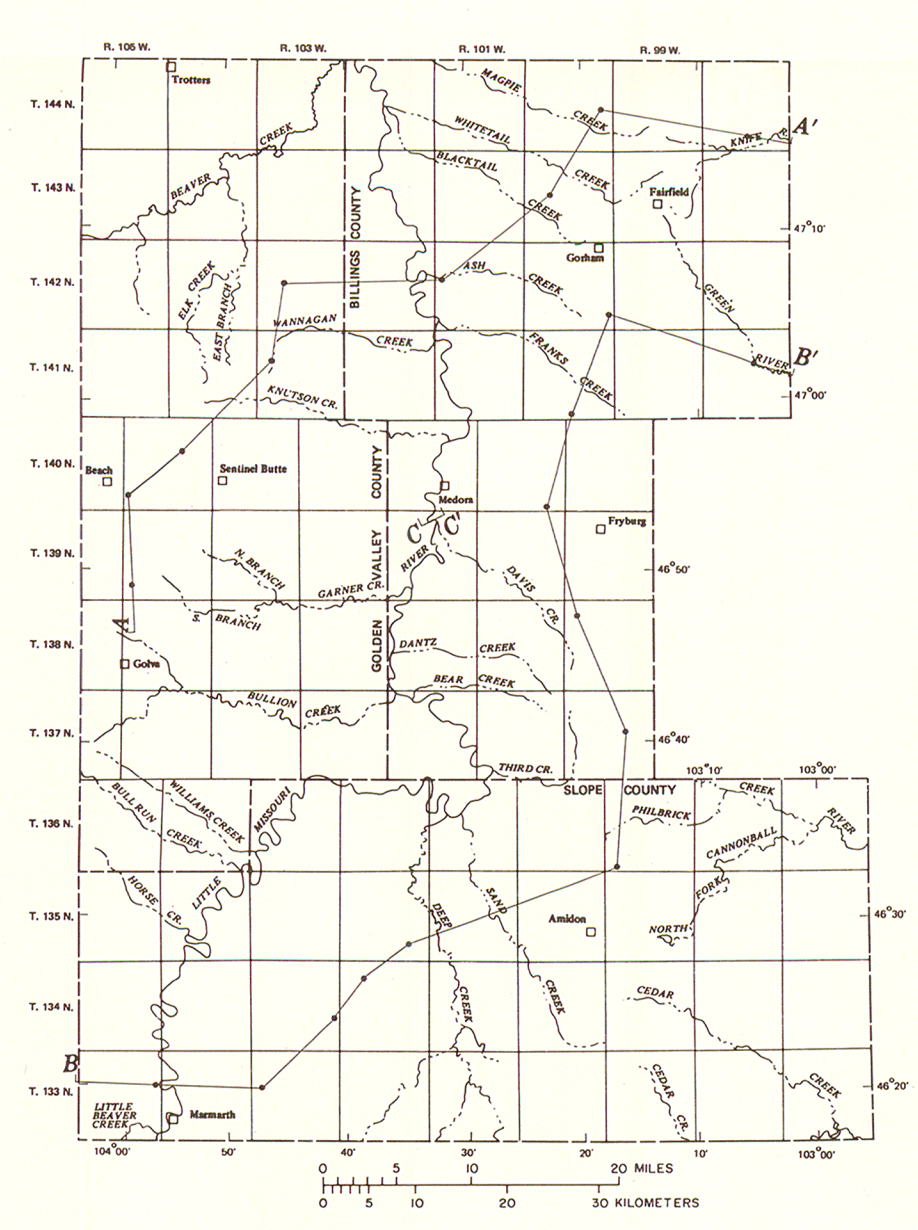 R. 105 W.
R. 103 W.
R. 101 W.
R. 99 W.
Trotters
MAGPIE
CREEK
T. 144 N.
WHITETAIL
CREEK
CREEK
A'
KNIFE R.
BLACKTAIL
CREEK
BEAVER
T. 143 N.
Fairfield
BILLINGS COUNTY
47°10'
Gorham
ASH
CREEK
T. 142 N.
ELK CREEK
EAST BRANCH
GREEN
RIVER
WANNAGAN
CREEK
FRANKS
CREEK
B'
T. 141 N.
KNUTSON CR.
47°00'
T. 140 N.
Beach
Sentinel Butte
Medora
C C'
Fryburg
GOLDEN VALLEY COUNTY
T. 139 N.
N. BRANCH
RIVER
46°50'
GARNER CR.
DAVIS
CR.
S. BRANCH
A
T. 138 N.
DANTZ CREEK
Golva
BEAR CREEK
BULLION
CREEK
T. 137 N.
46°40'
THIRD CR.
103°10'
103°00'
SLOPE COUNTY
WILLIAMS CREEK
BULL RUN
CREEK
MISSOURI
CREEK
RIVER
T. 136 N.
PHILBRICK
CANNONBALL
HORSE
CR.
LITTLE
FORK
T. 135 N.
DEEP
SAND
Amidon
46°30'
NORTH
T. 134 N.
CREEK
CREEK
CEDAR
B
T. 133 N.
CEDAR
CR.
CREEK
46°20'
LITTLE
BEAVER
CREEK
Marmarth
104°00'
50'
40'
30'
20'
10'
103°00'
0 5 10 20 MILES
0 5 10 20 30 KILOMETERS